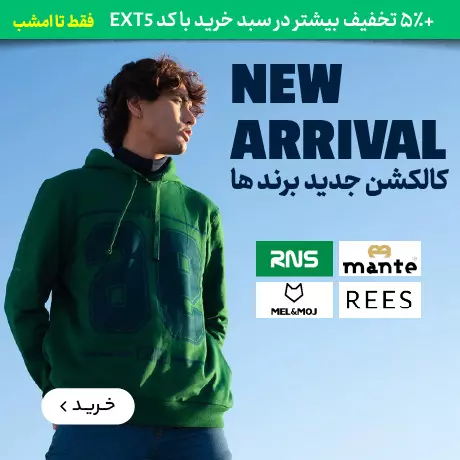 +۵٪ تخفیف بیشتر در سبد خرید با کد EXT5 فقط تا امشب
NEW
ARRIVAL
کالکشن جدید برند ها
RNS
mante
MEL&MOJ
REES
خرید